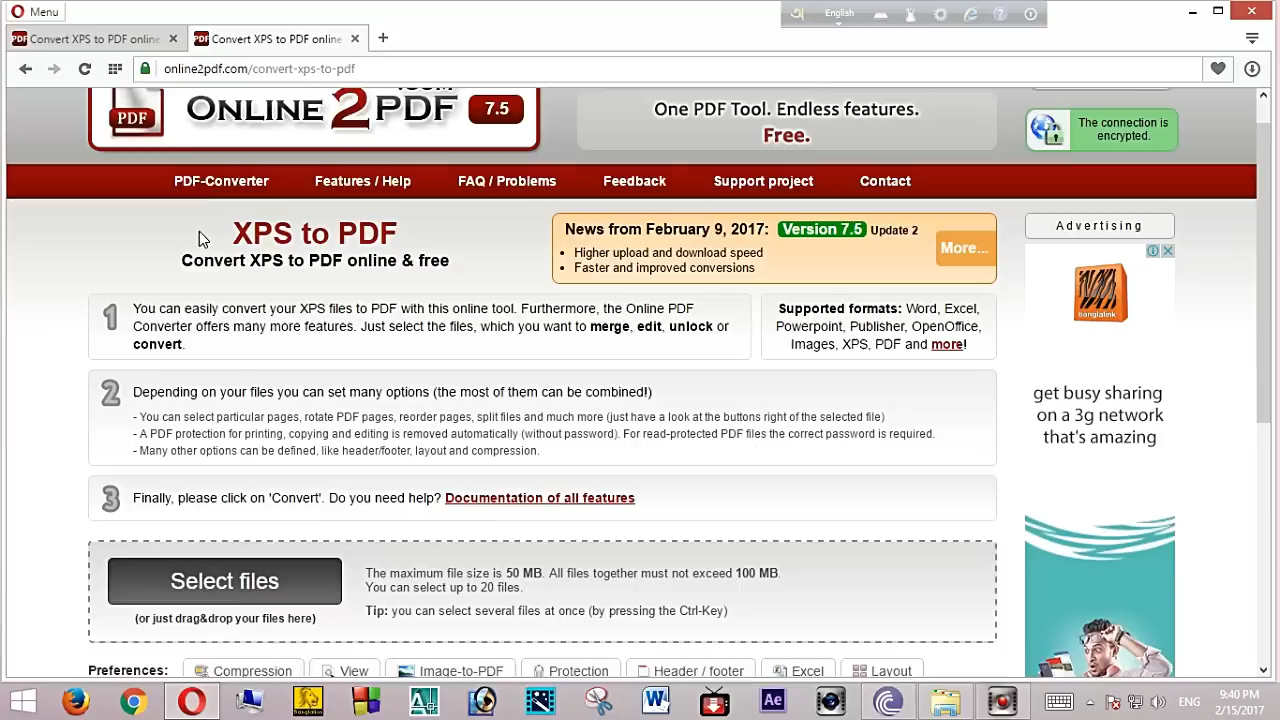 Menu
English
Convert XPS to PDF online
Convert XPS to PDF online
online2pdf.com/convert-xps-to-pdf
PDF
ONLINE2PDF
7.5
One PDF Tool. Endless features.
Free.
The connection is
encrypted.
PDF-Converter
Features / Help
FAQ / Problems
Feedback
Support project
Contact
XPS to PDF
Convert XPS to PDF online & free
News from February 9, 2017: Version 7.5 Update 2
• Higher upload and download speed
• Faster and improved conversions
More...
Advertising
1
You can easily convert your XPS files to PDF with this online tool. Furthermore, the Online PDF
Converter offers many more features. Just select the files, which you want to merge, edit, unlock or
convert.
Supported formats: Word, Excel,
Powerpoint, Publisher, OpenOffice,
Images, XPS, PDF and more!
banglalink
get busy sharing
on a 3g network
that's amazing
2
Depending on your files you can set many options (the most of them can be combined!)
- You can select particular pages, rotate PDF pages, reorder pages, split files and much more (just have a look at the buttons right of the selected file)
- A PDF protection for printing, copying and editing is removed automatically (without password). For read-protected PDF files the correct password is required.
- Many other options can be defined, like header/footer, layout and compression.
3
Finally, please click on 'Convert'. Do you need help? Documentation of all features
Select files
(or just drag&drop your files here)
The maximum file size is 50 MB. All files together must not exceed 100 MB.
You can select up to 20 files.
Tip: you can select several files at once (by pressing the Ctrl-Key)
Preferences:
Compression
View
Image-to-PDF
Protection
Header / footer
Excel
Layout
ENG
9:40 PM
2/15/2017